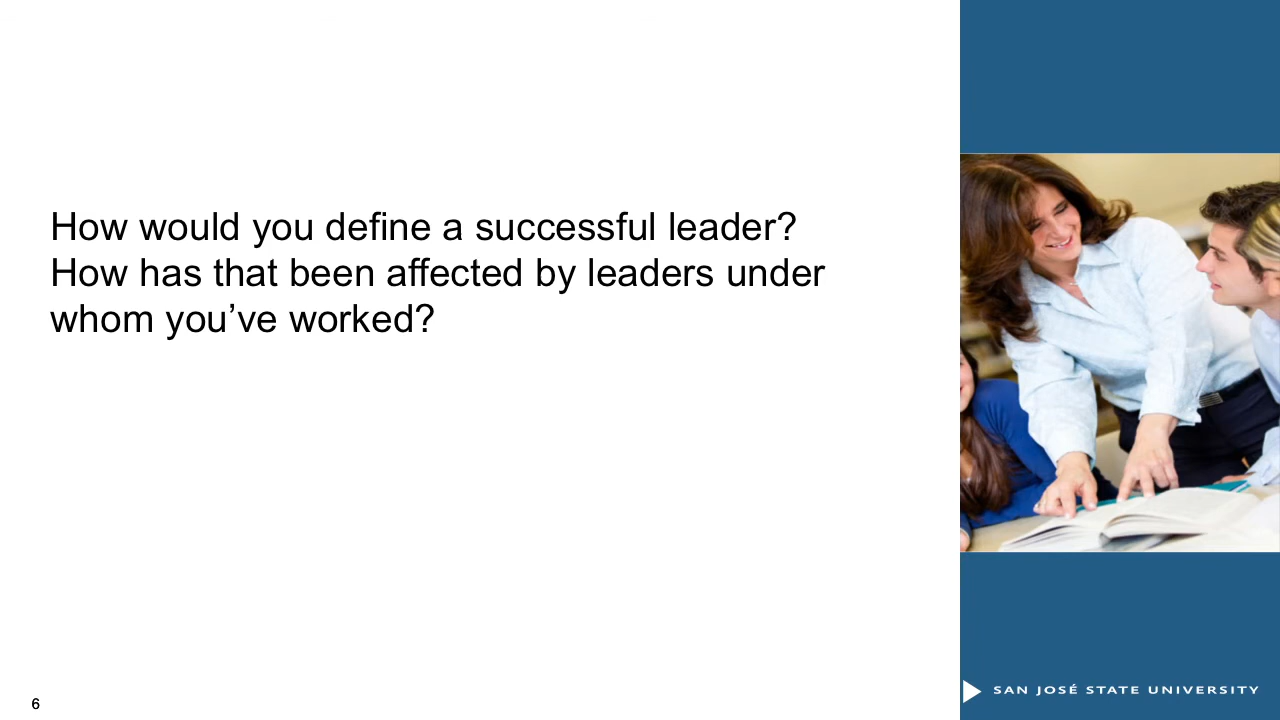 How would you define a successful leader?
How has that been affected by leaders under
whom you’ve worked?
6
SAN JOSÉ STATE UNIVERSITY